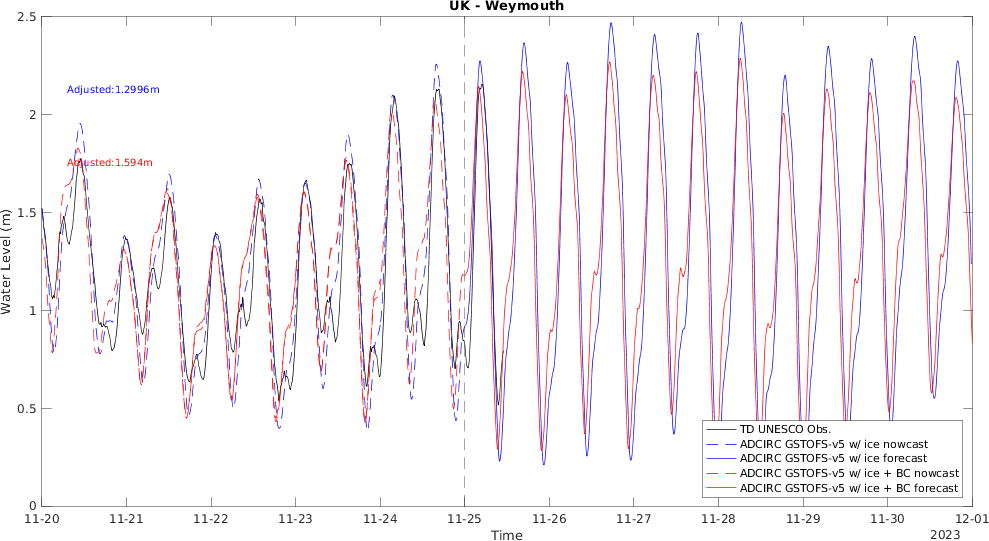 UK - Weymouth
2.5
2
1.5
1
0.5
0
Water Level (m)
Adjusted:1.2996m
Adjusted:1.594m
TD UNESCO Obs.
ADCIRC GSTOFS-v5 w/ ice nowcast
ADCIRC GSTOFS-v5 w/ ice forecast
ADCIRC GSTOFS-v5 w/ ice + BC nowcast
ADCIRC GSTOFS-v5 w/ ice + BC forecast
11-20 11-21 11-22 11-23 11-24 11-25 11-26 11-27 11-28 11-29 11-30 12-01
Time
2023